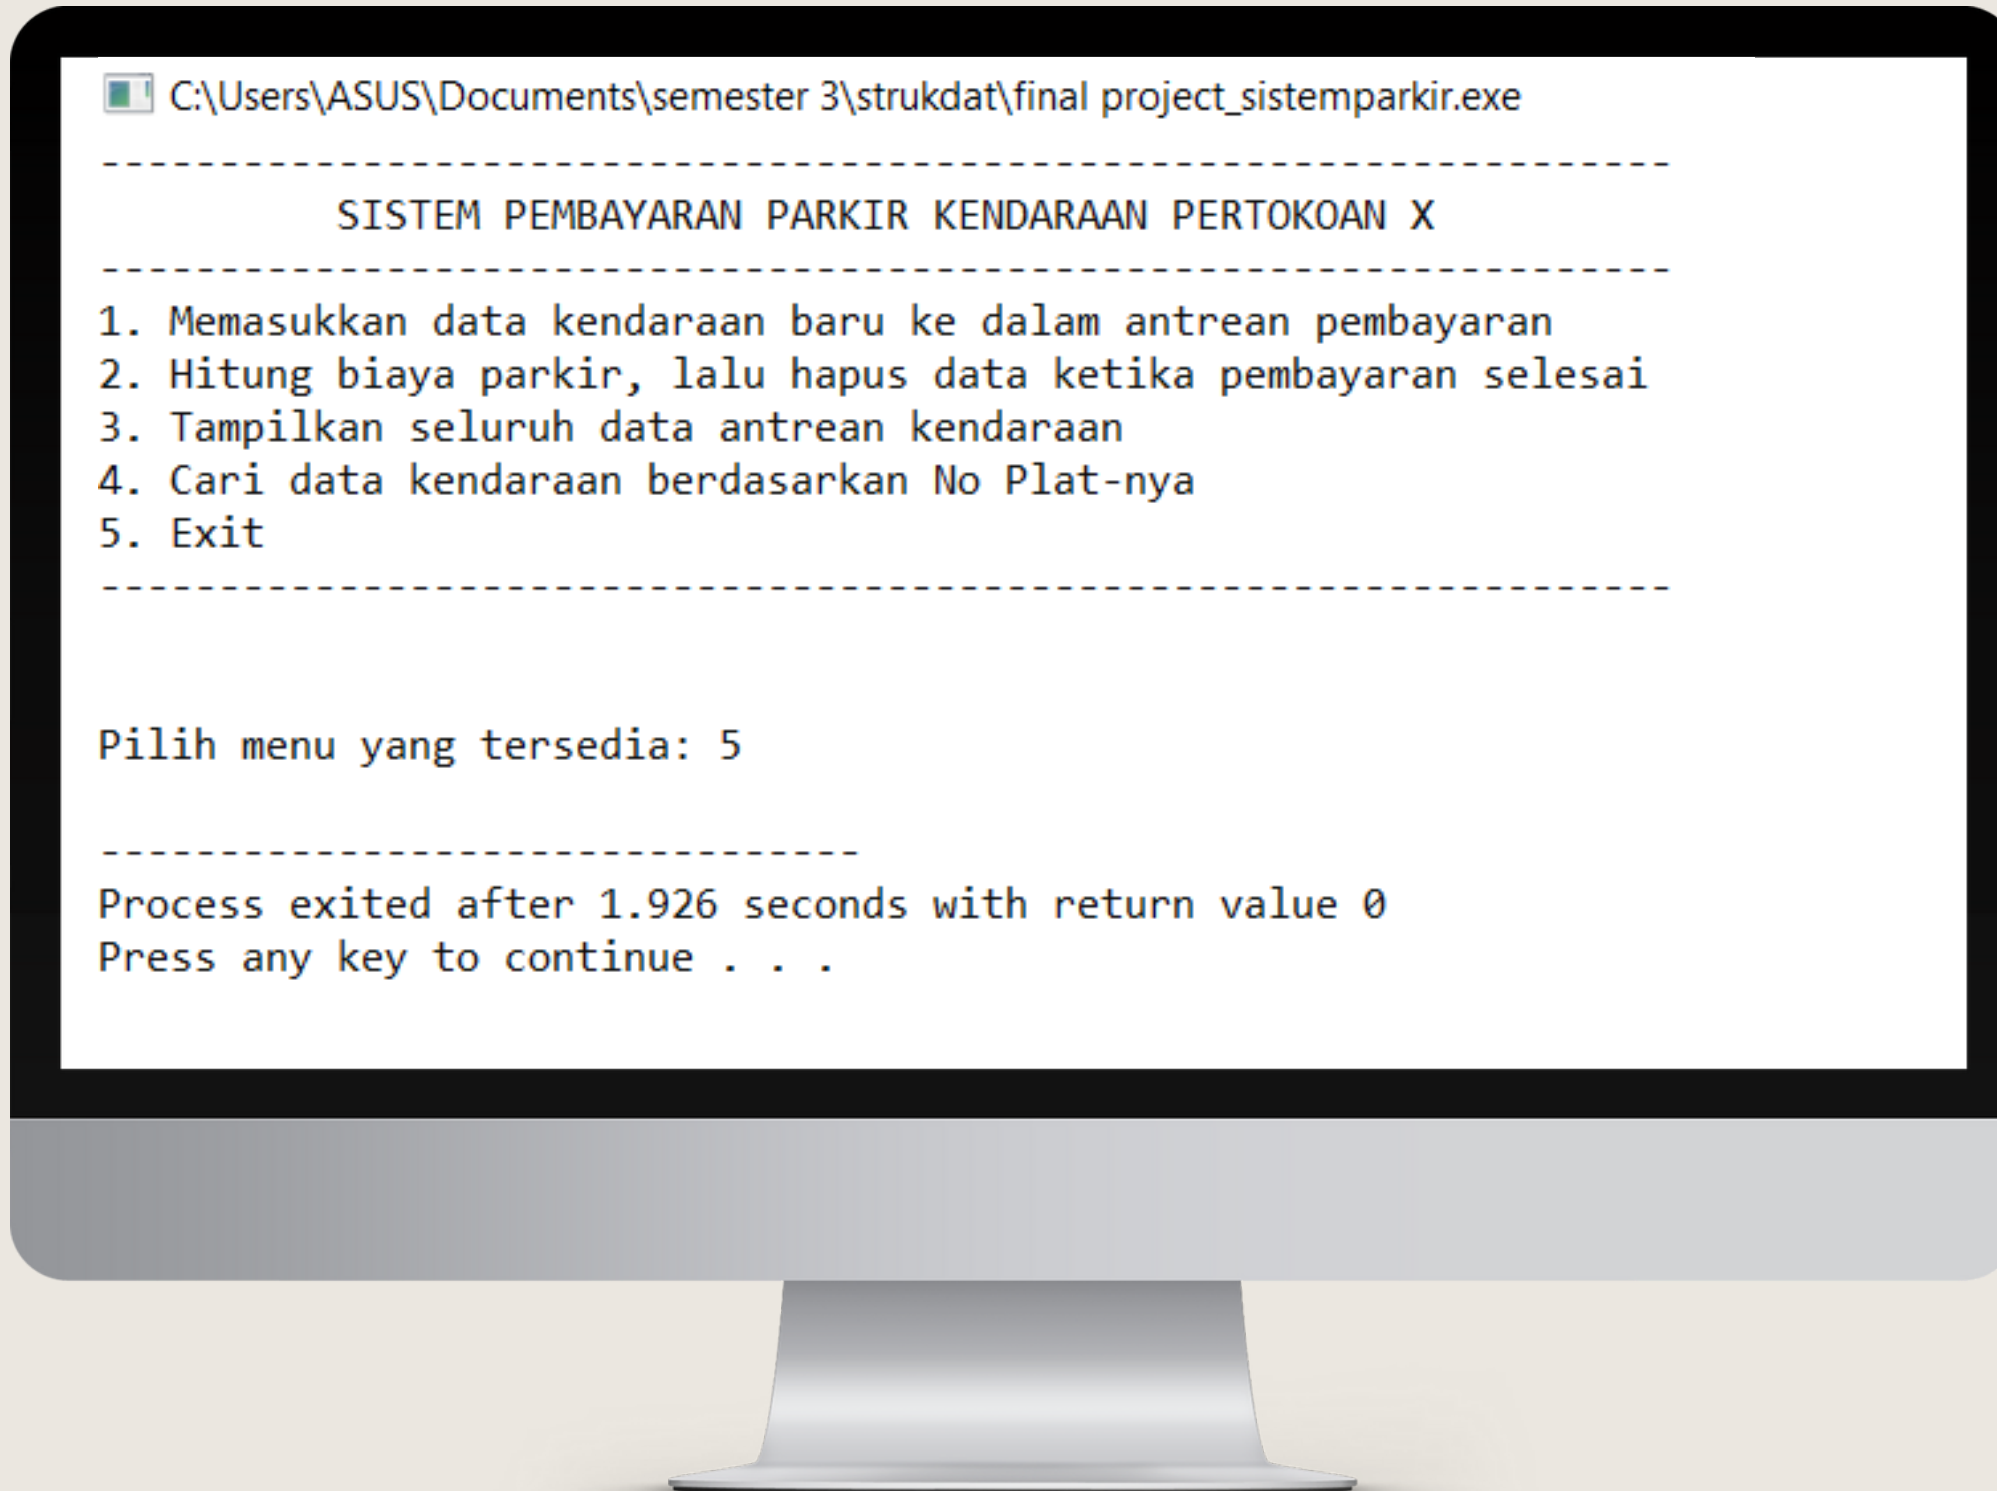 C:\Users\ASUS\Documents\semester 3\strukdat\final project_sistemparkir.exe
------------------------------------------------------------------
SISTEM PEMBAYARAN PARKIR KENDARAAN PERTOKOAN X
------------------------------------------------------------------
1. Memasukkan data kendaraan baru ke dalam antrean pembayaran
2. Hitung biaya parkir, lalu hapus data ketika pembayaran selesai
3. Tampilkan seluruh data antrean kendaraan
4. Cari data kendaraan berdasarkan No Plat-nya
5. Exit
------------------------------------------------------------------
Pilih menu yang tersedia: 5
--------------------------------
Process exited after 1.926 seconds with return value 0
Press any key to continue . . .